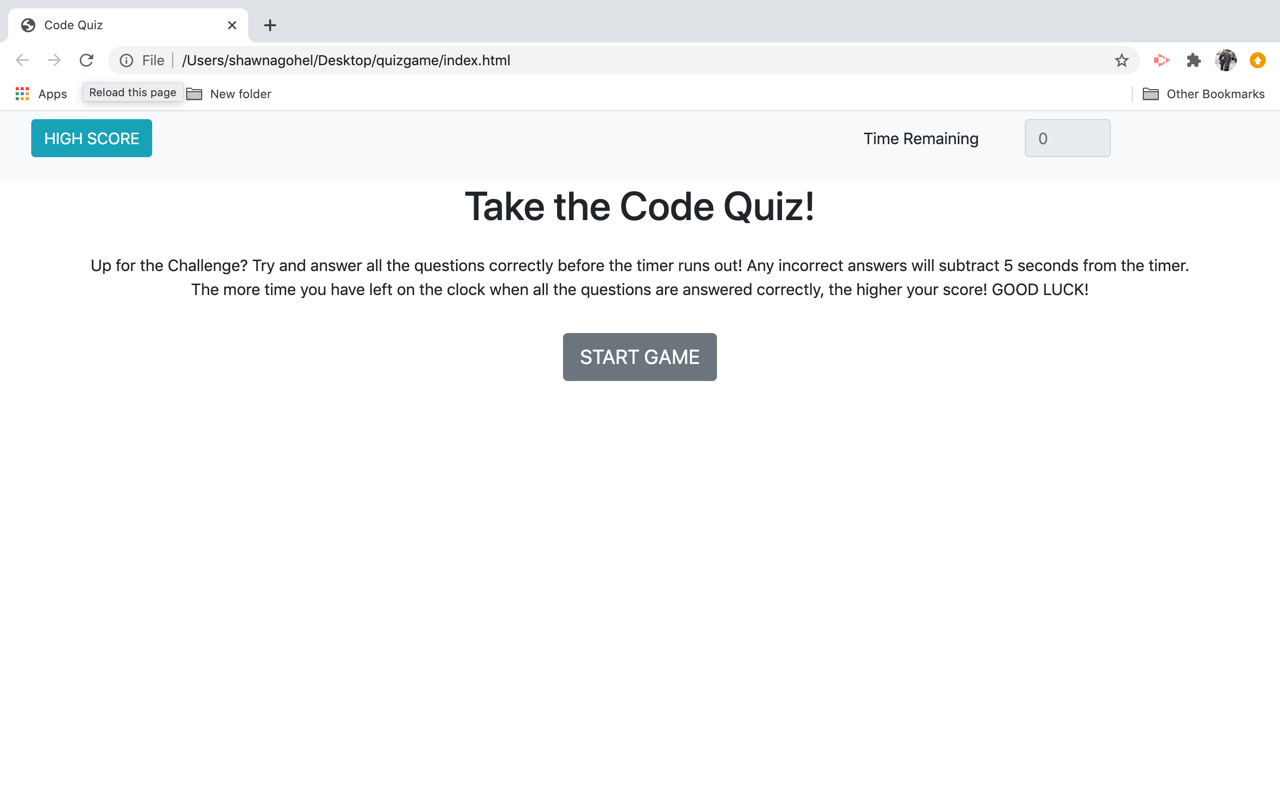 Code Quiz
File
/Users/shawnagohel/Desktop/quizgame/index.html
Apps
Reload this page
New folder
Other Bookmarks
HIGH SCORE
Time Remaining
0
Take the Code Quiz!
Up for the Challenge? Try and answer all the questions correctly before the timer runs out! Any incorrect answers will subtract 5 seconds from the timer.
The more time you have left on the clock when all the questions are answered correctly, the higher your score! GOOD LUCK!
START GAME